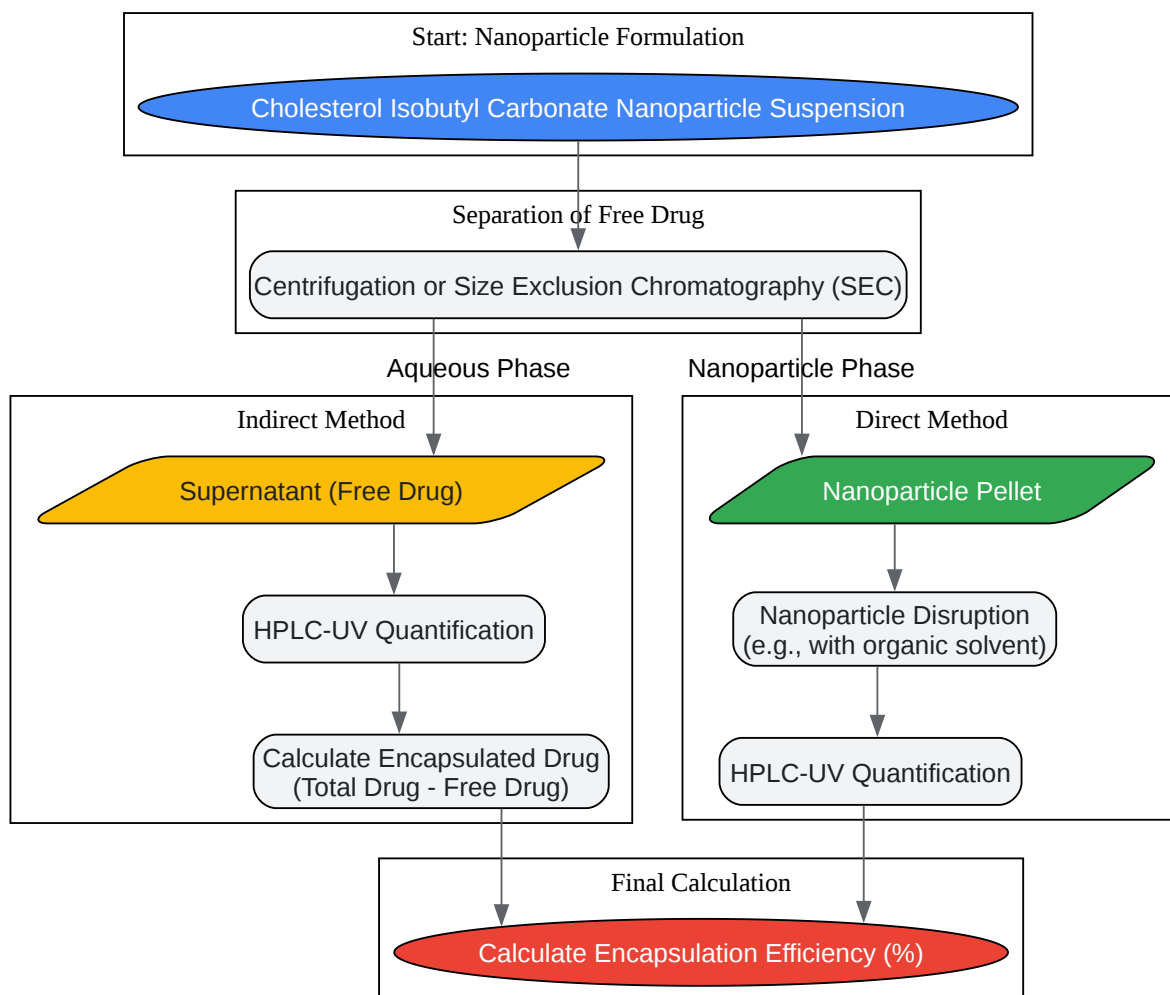 Start: Nanoparticle Formulation
Cholesterol Isobutyl Carbonate Nanoparticle Suspension
Separation of Free Drug
Centrifugation or Size Exclusion Chromatography (SEC)
Aqueous Phase
Nanoparticle Phase
Indirect Method
Supernatant (Free Drug)
HPLC-UV Quantification
Calculate Encapsulated Drug
(Total Drug - Free Drug)
Direct Method
Nanoparticle Pellet
Nanoparticle Disruption
(e.g., with organic solvent)
HPLC-UV Quantification
Final Calculation
Calculate Encapsulation Efficiency (%)